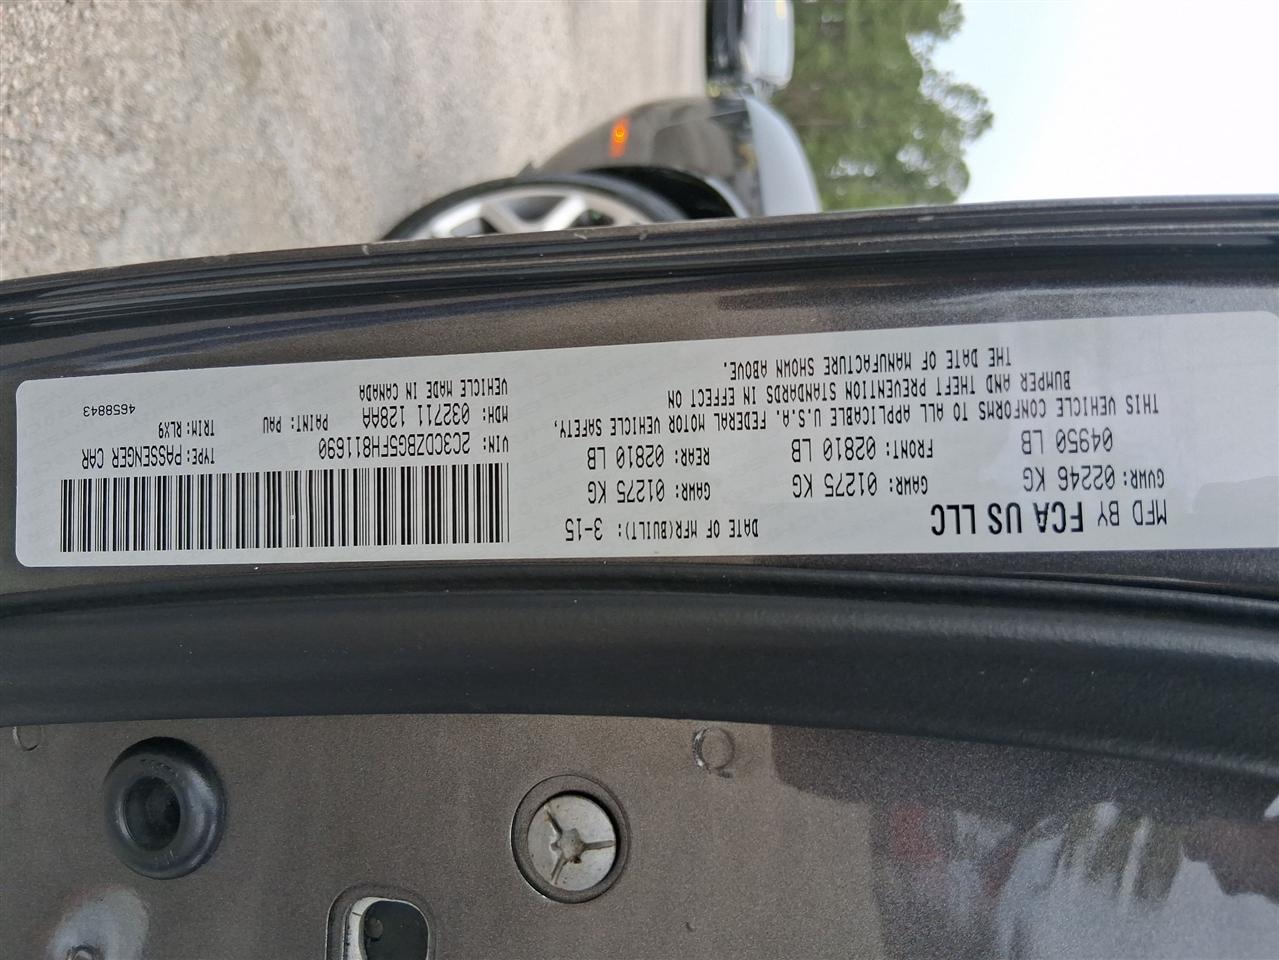 MFD BY FCA US LLC
DATE OF MFR(BUILT): 3-15
GVWR: 02246 KG
04950 LB
GAWR: 01275 KG
FRONT: 02810 LB
GAWR: 01275 KG
REAR: 02810 LB
THIS VEHICLE CONFORMS TO ALL APPLICABLE U.S.A. FEDERAL MOTOR VEHICLE SAFETY,
BUMPER AND THEFT PREVENTION STANDARDS IN EFFECT ON
THE DATE OF MANUFACTURE SHOWN ABOVE.
VIN: 2C3CDZBG5FH811690
TYPE: PASSENGER CAR
MDH: 032711 128AA
PAINT: PAU
TRIM: RLX9
VEHICLE MADE IN CANADA
4658843